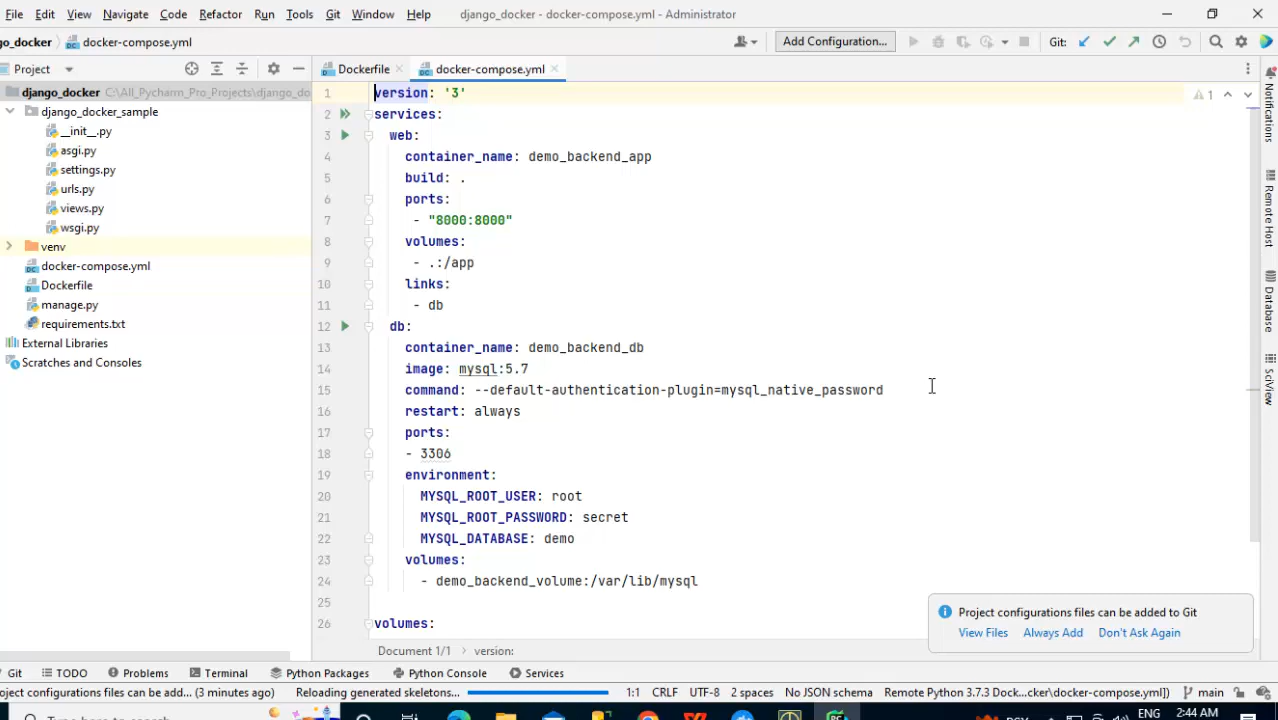 File Edit View Navigate Code Refactor Run Tools Git Window Help django_docker - docker-compose.yml - Administrator
go_docker docker-compose.yml Add Configuration... Git:
Project Dockerfile docker-compose.yml
django_docker C:\All_Pycharm_Pro_Projects\django_do
django_docker_sample
__init__.py
asgi.py
settings.py
urls.py
views.py
wsgi.py
venv
docker-compose.yml
Dockerfile
manage.py
requirements.txt
External Libraries
Scratches and Consoles
1 version: '3'
2 services:
3 web:
4 container_name: demo_backend_app
5 build: .
6 ports:
7 - "8000:8000"
8 volumes:
9 - .:/app
10 links:
11 - db
12 db:
13 container_name: demo_backend_db
14 image: mysql:5.7
15 command: --default-authentication-plugin=mysql_native_password
16 restart: always
17 ports:
18 - 3306
19 environment:
20 MYSQL_ROOT_USER: root
21 MYSQL_ROOT_PASSWORD: secret
22 MYSQL_DATABASE: demo
23 volumes:
24 - demo_backend_volume:/var/lib/mysql
25
26 volumes:
1
Notifications
Remote Host
Database
SciView
Project configurations files can be added to Git
View Files Always Add Don't Ask Again
Document 1/1 version:
Git TODO Problems Terminal Python Packages Python Console Services
oject configurations files can be add... (3 minutes ago) Reloading generated skeletons... 1:1 CRLF UTF-8 2 spaces No JSON schema Remote Python 3.7.3 Dock...cker\docker-compose.yml]) main
ENG 2:44 AM